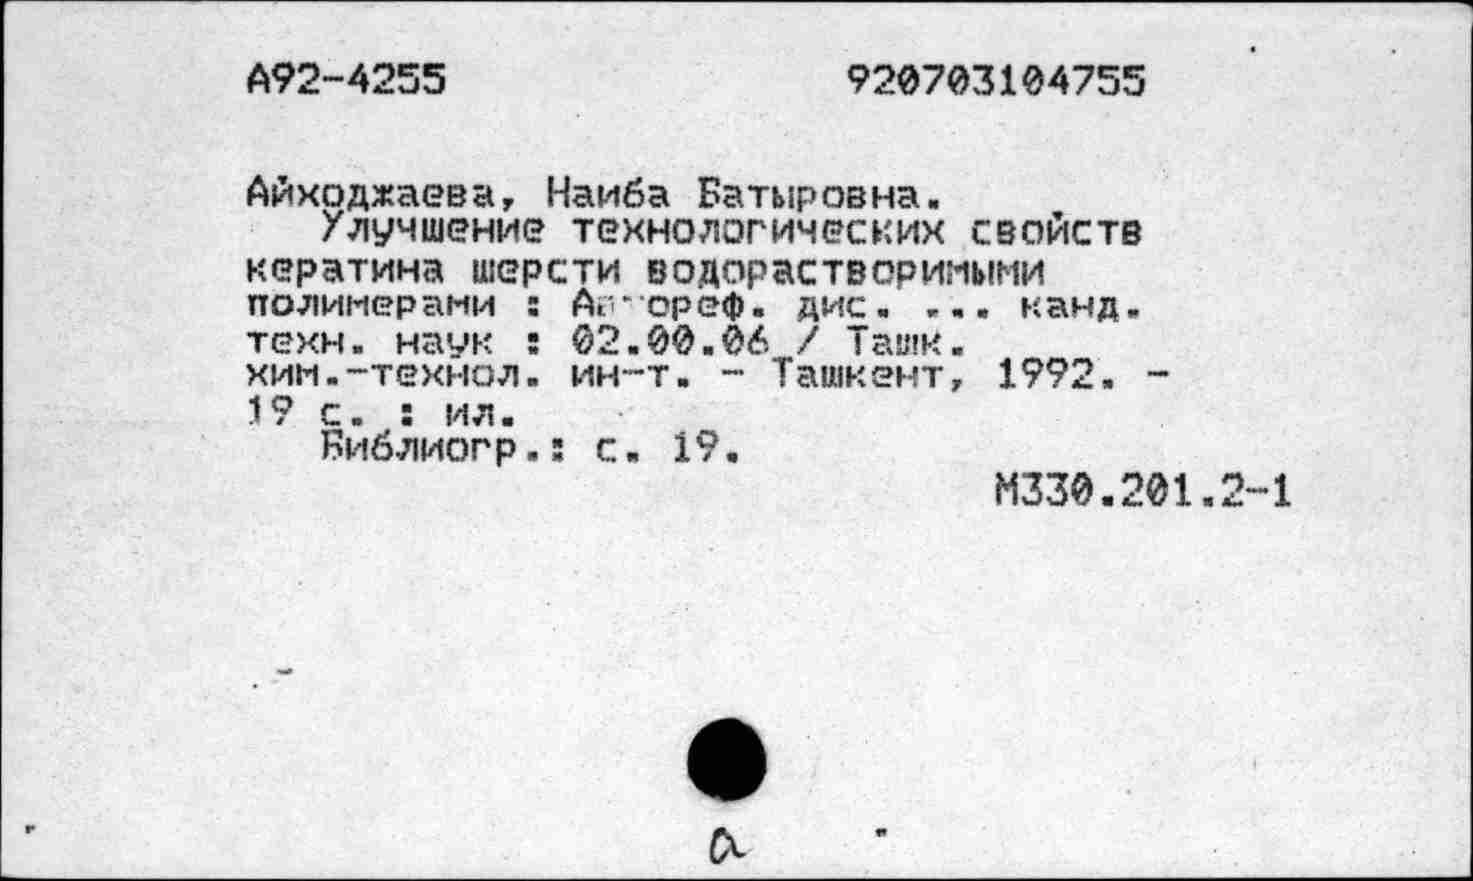 А92-4255 920703104755
Айходжаева, Наиба Батыровна.
Улучшение технологических свойств
кератина шерсти водорастворимыми
полимерами : дис. ... канд.
техн. наук : 02.00.06 / Ташк.
хим.-технол. ин-т. - Ташкент, 1992. -
19 с. : ил.
Библиогр.: с. 19.
М330.201.2-1
а